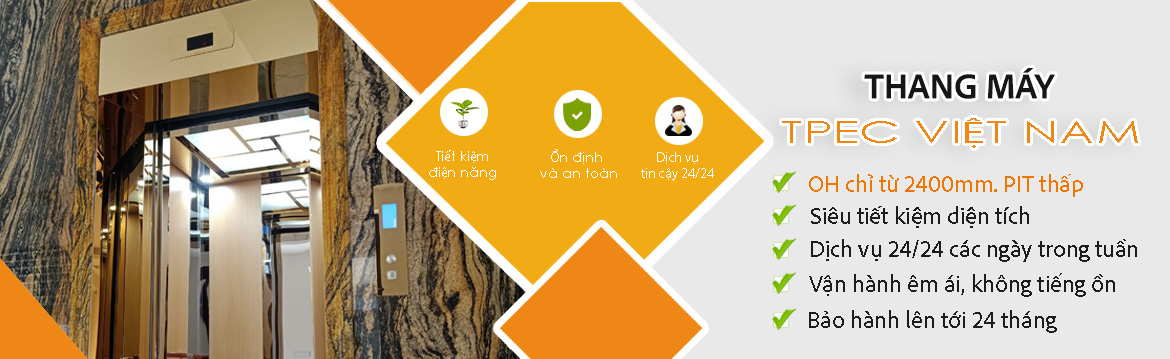 Tiết kiệm
điện năng
Ổn định
và an toàn
Dịch vụ
tin cậy 24/24
THANG MÁY
TPEC VIỆT NAM
OH chỉ từ 2400mm. PIT thấp
Siêu tiết kiệm diện tích
Dịch vụ 24/24 các ngày trong tuần
Vận hành êm ái, không tiếng ồn
Bảo hành lên tới 24 tháng